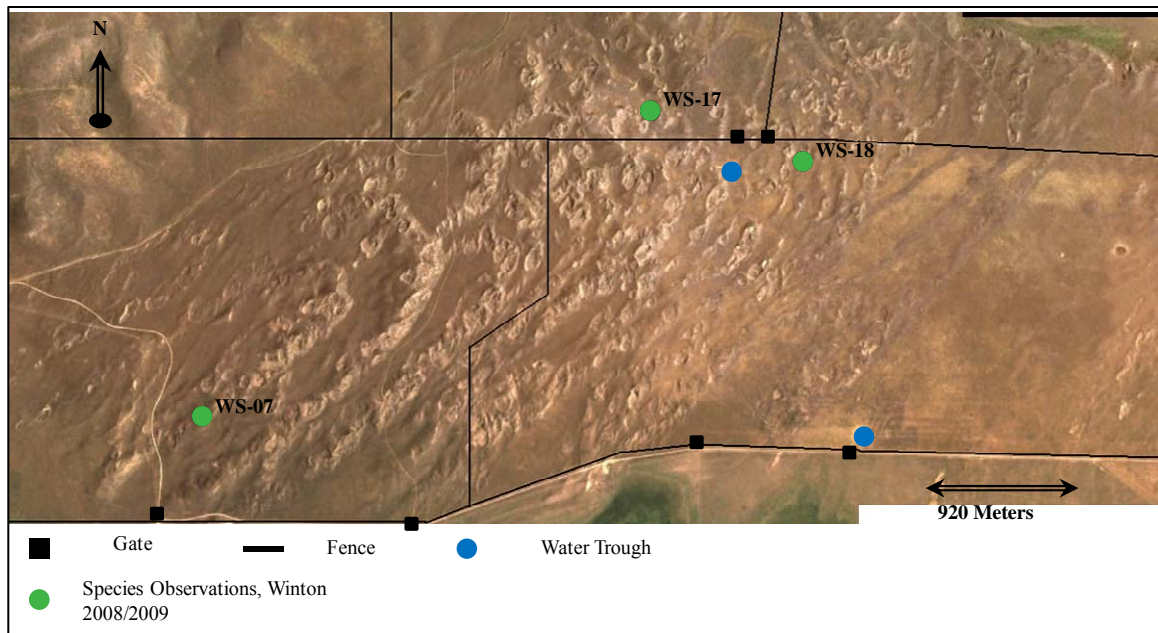 N
WS-17
WS-18
WS-07
920 Meters
Gate
Fence
Water Trough
Species Observations, Winton
2008/2009